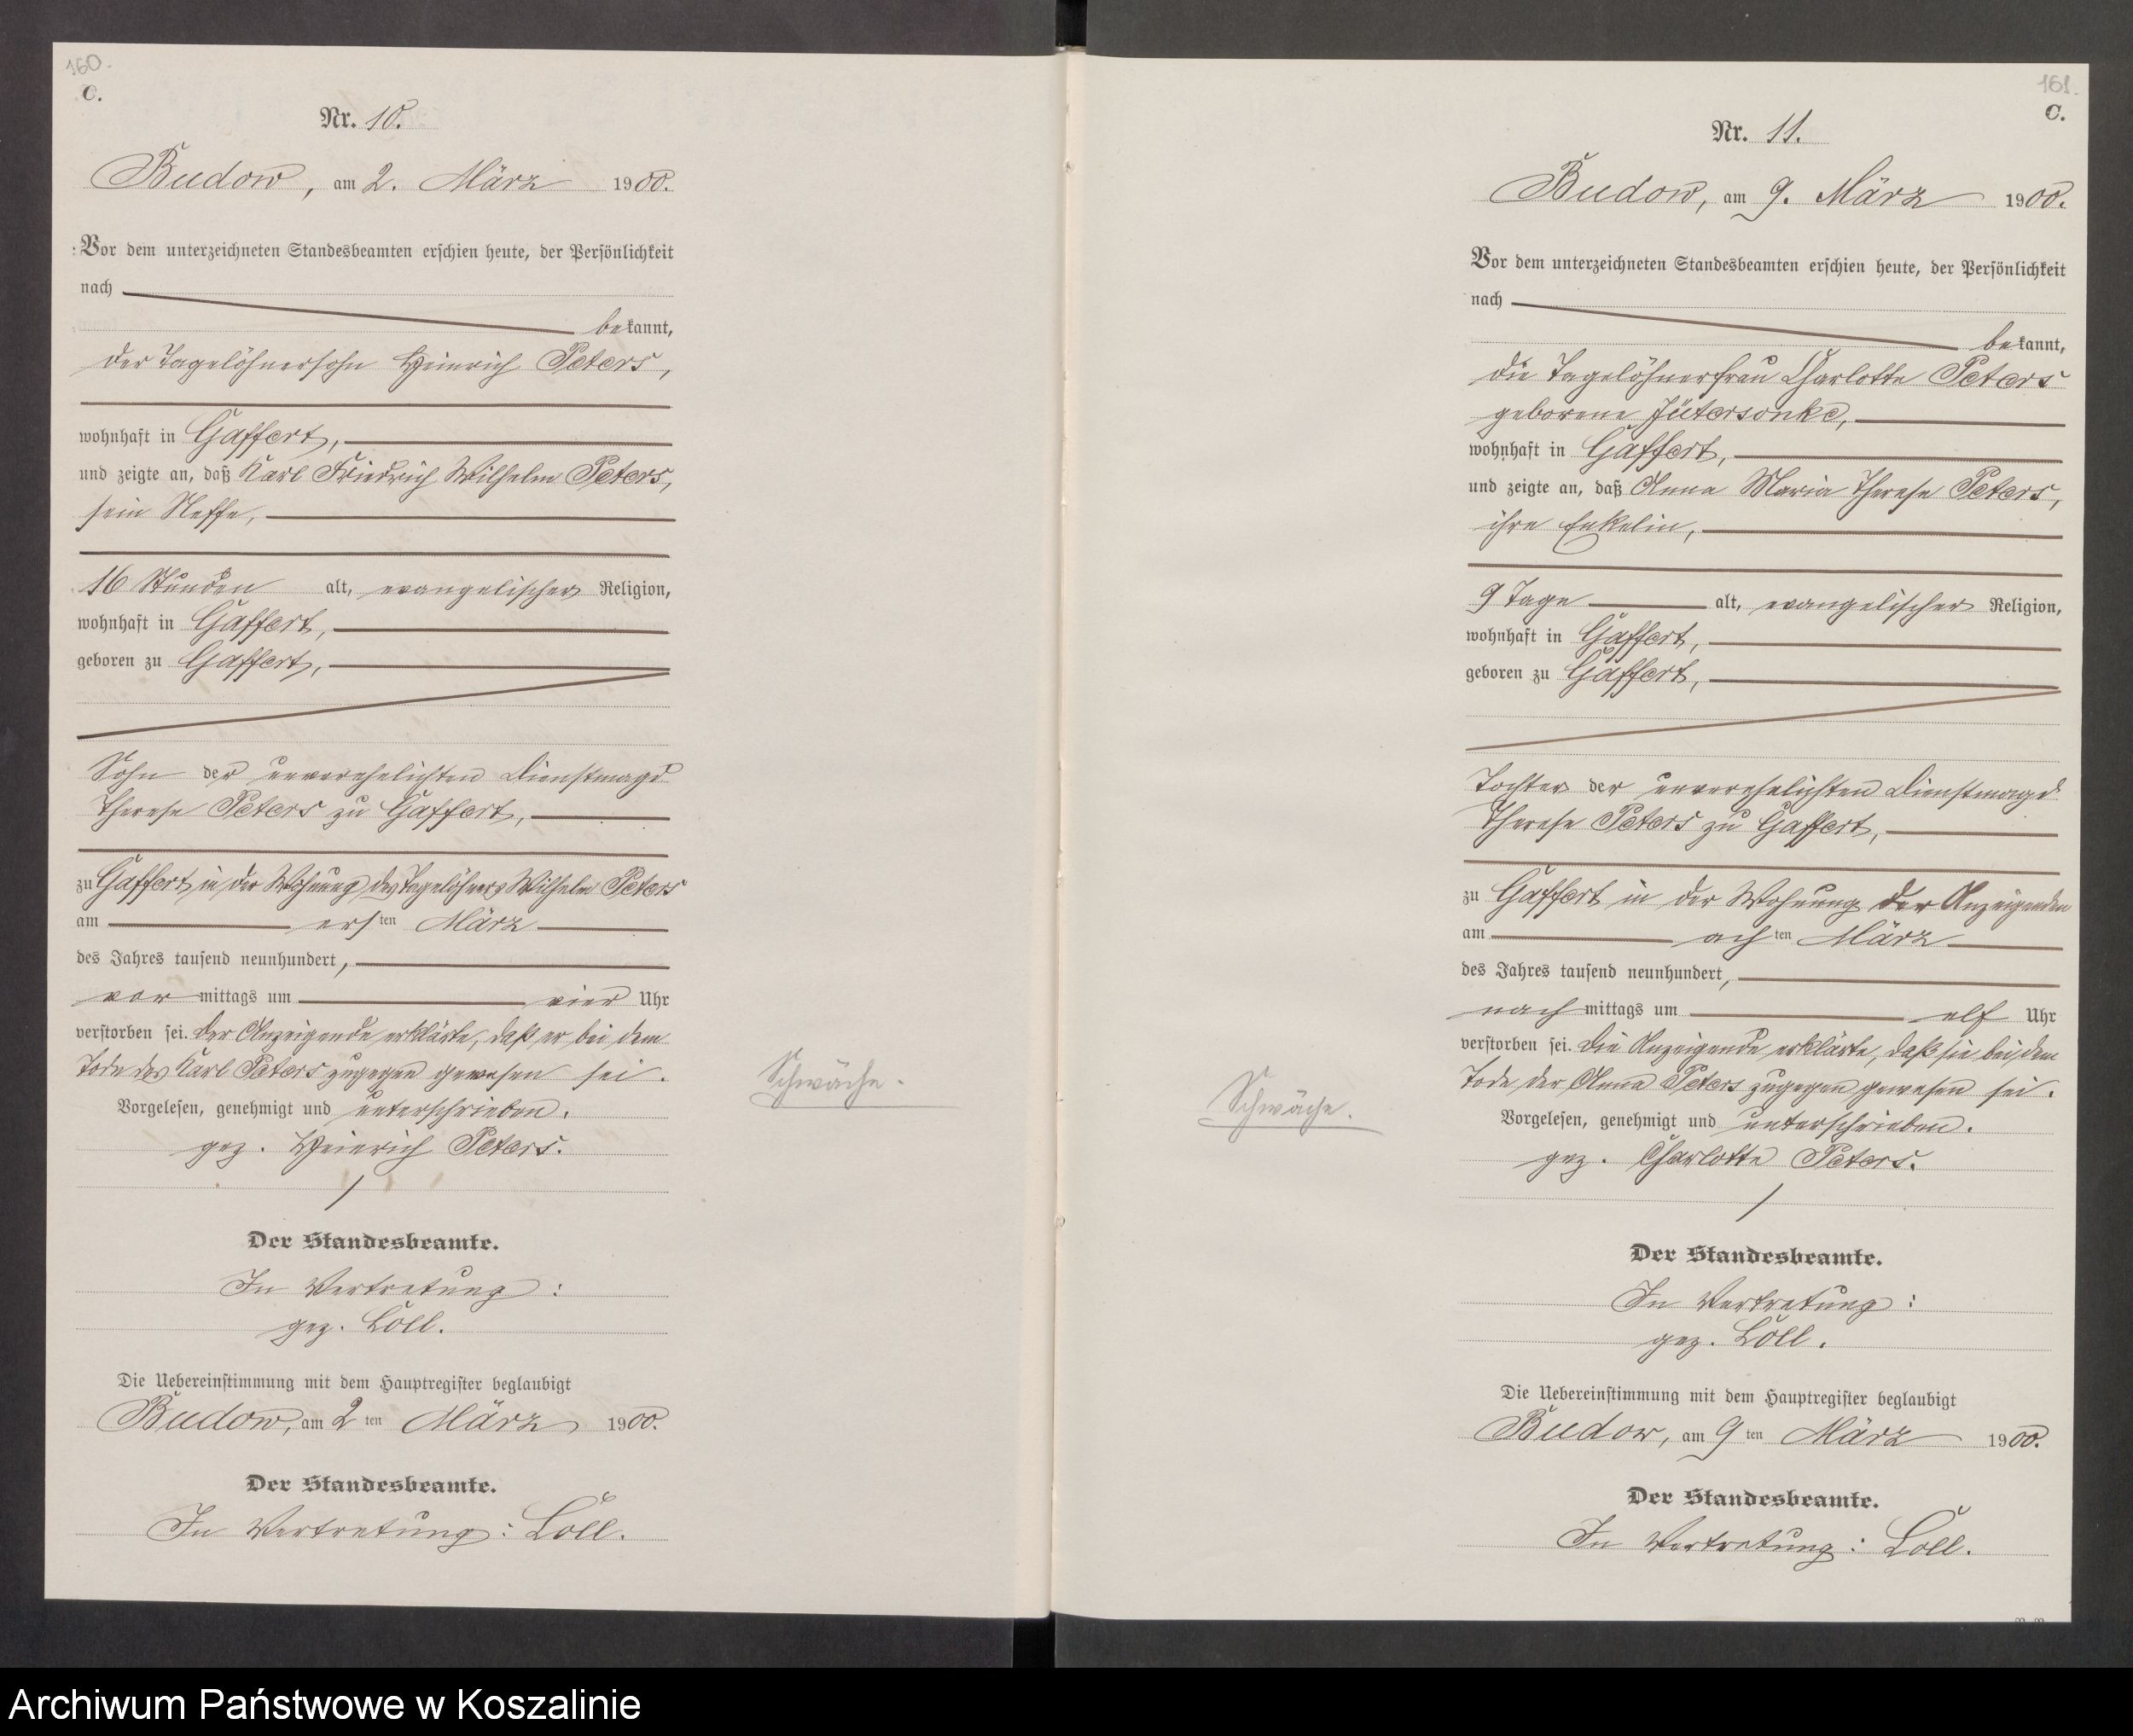 160.
C.
Nr. 10.
Budow, am 2. März 1900.
Vor dem unterzeichneten Standesbeamten erschien heute, der Persönlichkeit
nach
bekannt,
der Tagelöhnersohn Heinrich Peters,
wohnhaft in Gaffert,
und zeigte an, daß Karl Friedrich Wilhelm Peters,
sein Neffe,
16 Stunden alt, evangelischer Religion,
wohnhaft in Gaffert,
geboren zu Gaffert,
Sohn der unverehelichten Dienstmagd
Therese Peters zu Gaffert,
zu Gaffert in der Wohnung des Tagelöhners Wilhelm Peters
am ersten März
des Jahres tausend neunhundert,
vormittags um vier Uhr
verstorben sei. Der Anzeigende erklärte, daß er bei dem
Tode des Karl Peters zugegen gewesen sei.
Vorgelesen, genehmigt und unterschrieben.
gez. Heinrich Peters.
Der Standesbeamte.
In Vertretung:
gez. Löll.
Die Uebereinstimmung mit dem Hauptregister beglaubigt
Budow, am 2ten März 1900.
Der Standesbeamte.
In Vertretung: Löll.
Schwäche.
161.
C.
Nr. 11.
Budow, am 9. März 1900.
Vor dem unterzeichneten Standesbeamten erschien heute, der Persönlichkeit
nach
bekannt,
die Tagelöhnerfrau Charlotte Peters
geborene Jütersonke,
wohnhaft in Gaffert,
und zeigte an, daß Anna Maria Therese Peters,
ihre Enkelin,
9 Tage alt, evangelischer Religion,
wohnhaft in Gaffert,
geboren zu Gaffert,
Tochter der unverehelichten Dienstmagd
Therese Peters zu Gaffert,
zu Gaffert in der Wohnung der Anzeigenden
am achten März
des Jahres tausend neunhundert,
nachmittags um elf Uhr
verstorben sei. Die Anzeigende erklärte, daß sie bei dem
Tode der Anna Peters zugegen gewesen sei.
Vorgelesen, genehmigt und unterschrieben.
gez. Charlotte Peters.
Der Standesbeamte.
In Vertretung:
gez. Löll.
Die Uebereinstimmung mit dem Hauptregister beglaubigt
Budow, am 9ten März 1900.
Der Standesbeamte.
In Vertretung: Löll.
Schwäche.
Archiwum Państwowe w Koszalinie